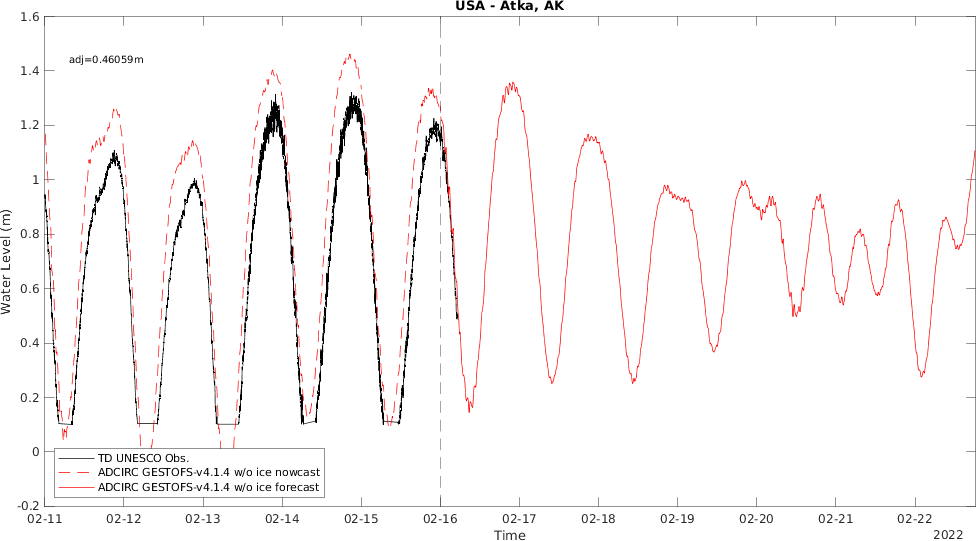 USA - Atka, AK
adj=0.46059m
1.6
1.4
1.2
1
0.8
0.6
0.4
0.2
0
-0.2
Water Level (m)
TD UNESCO Obs.
ADCIRC GESTOFS-v4.1.4 w/o ice nowcast
ADCIRC GESTOFS-v4.1.4 w/o ice forecast
02-11 02-12 02-13 02-14 02-15 02-16 02-17 02-18 02-19 02-20 02-21 02-22
Time
2022